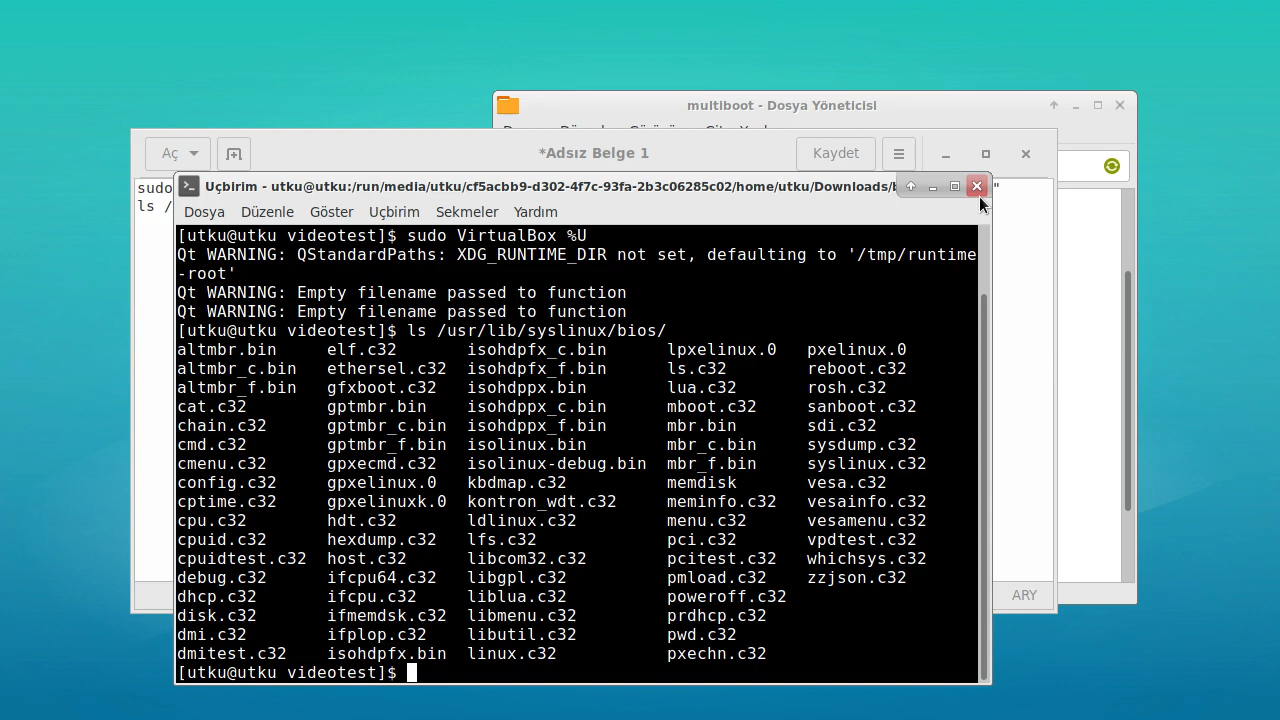 multiboot - Dosya Yöneticisi
Aç
*Adsız Belge 1
Kaydet
sudo
"
ls /
Uçbirim - utku@utku:/run/media/utku/cf5acbb9-d302-4f7c-93fa-2b3c06285c02/home/utku/Downloads/
Dosya Düzenle Göster Uçbirim Sekmeler Yardım
[utku@utku videotest]$ sudo VirtualBox %U
Qt WARNING: QStandardPaths: XDG_RUNTIME_DIR not set, defaulting to '/tmp/runtime
-root'
Qt WARNING: Empty filename passed to function
Qt WARNING: Empty filename passed to function
[utku@utku videotest]$ ls /usr/lib/syslinux/bios/
altmbr.bin elf.c32 isohdpfx_c.bin lpxelinux.0 pxelinux.0
altmbr_c.bin ethersel.c32 isohdpfx_f.bin ls.c32 reboot.c32
altmbr_f.bin gfxboot.c32 isohdppx.bin lua.c32 rosh.c32
cat.c32 gptmbr.bin isohdppx_c.bin mboot.c32 sanboot.c32
chain.c32 gptmbr_c.bin isohdppx_f.bin mbr.bin sdi.c32
cmd.c32 gptmbr_f.bin isolinux.bin mbr_c.bin sysdump.c32
cmenu.c32 gpxecmd.c32 isolinux-debug.bin mbr_f.bin syslinux.c32
config.c32 gpxelinux.0 kbdmap.c32 memdisk vesa.c32
cptime.c32 gpxelinuxk.0 kontron_wdt.c32 meminfo.c32 vesainfo.c32
cpu.c32 hdt.c32 ldlinux.c32 menu.c32 vesamenu.c32
cpuid.c32 hexdump.c32 lfs.c32 pci.c32 vpdtest.c32
cpuidtest.c32 host.c32 libcom32.c32 pcitest.c32 whichsys.c32
debug.c32 ifcpu64.c32 libgpl.c32 pmload.c32 zzjson.c32
dhcp.c32 ifcpu.c32 liblua.c32 poweroff.c32
disk.c32 ifmemdsk.c32 libmenu.c32 prdhcp.c32
dmi.c32 ifplop.c32 libutil.c32 pwd.c32
dmitest.c32 isohdpfx.bin linux.c32 pxechn.c32
[utku@utku videotest]$
ARY